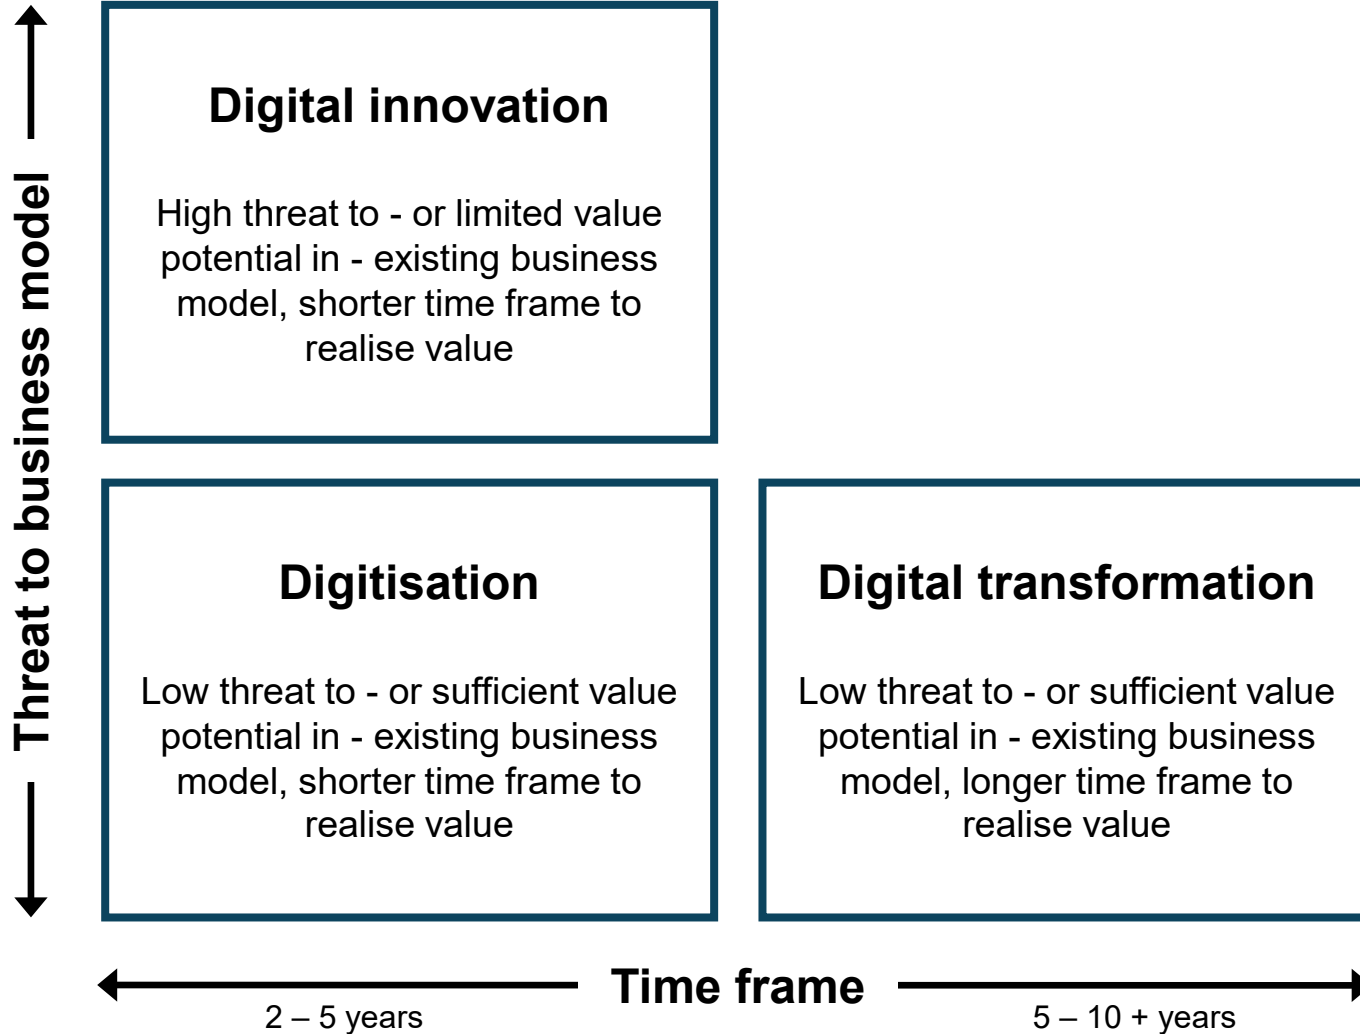 Threat to business model
Digital innovation
High threat to - or limited value
potential in - existing business
model, shorter time frame to
realise value
Digitisation
Low threat to - or sufficient value
potential in - existing business
model, shorter time frame to
realise value
Digital transformation
Low threat to - or sufficient value
potential in - existing business
model, longer time frame to
realise value
Time frame
2 – 5 years
5 – 10 + years